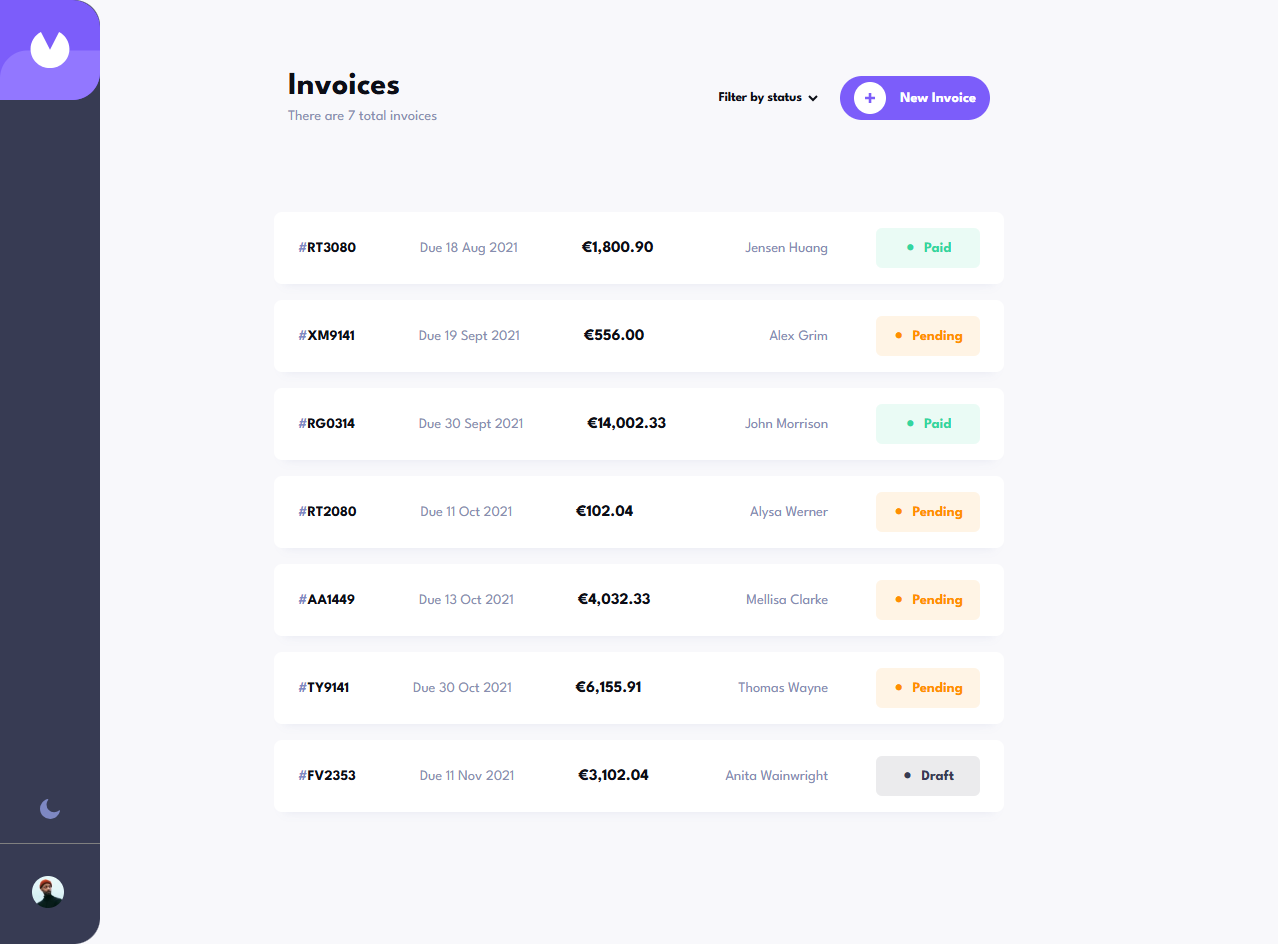 Invoices
There are 7 total invoices
Filter by status
+ New Invoice
#RT3080 Due 18 Aug 2021 €1,800.90 Jensen Huang Paid
#XM9141 Due 19 Sept 2021 €556.00 Alex Grim Pending
#RG0314 Due 30 Sept 2021 €14,002.33 John Morrison Paid
#RT2080 Due 11 Oct 2021 €102.04 Alysa Werner Pending
#AA1449 Due 13 Oct 2021 €4,032.33 Mellisa Clarke Pending
#TY9141 Due 30 Oct 2021 €6,155.91 Thomas Wayne Pending
#FV2353 Due 11 Nov 2021 €3,102.04 Anita Wainwright Draft